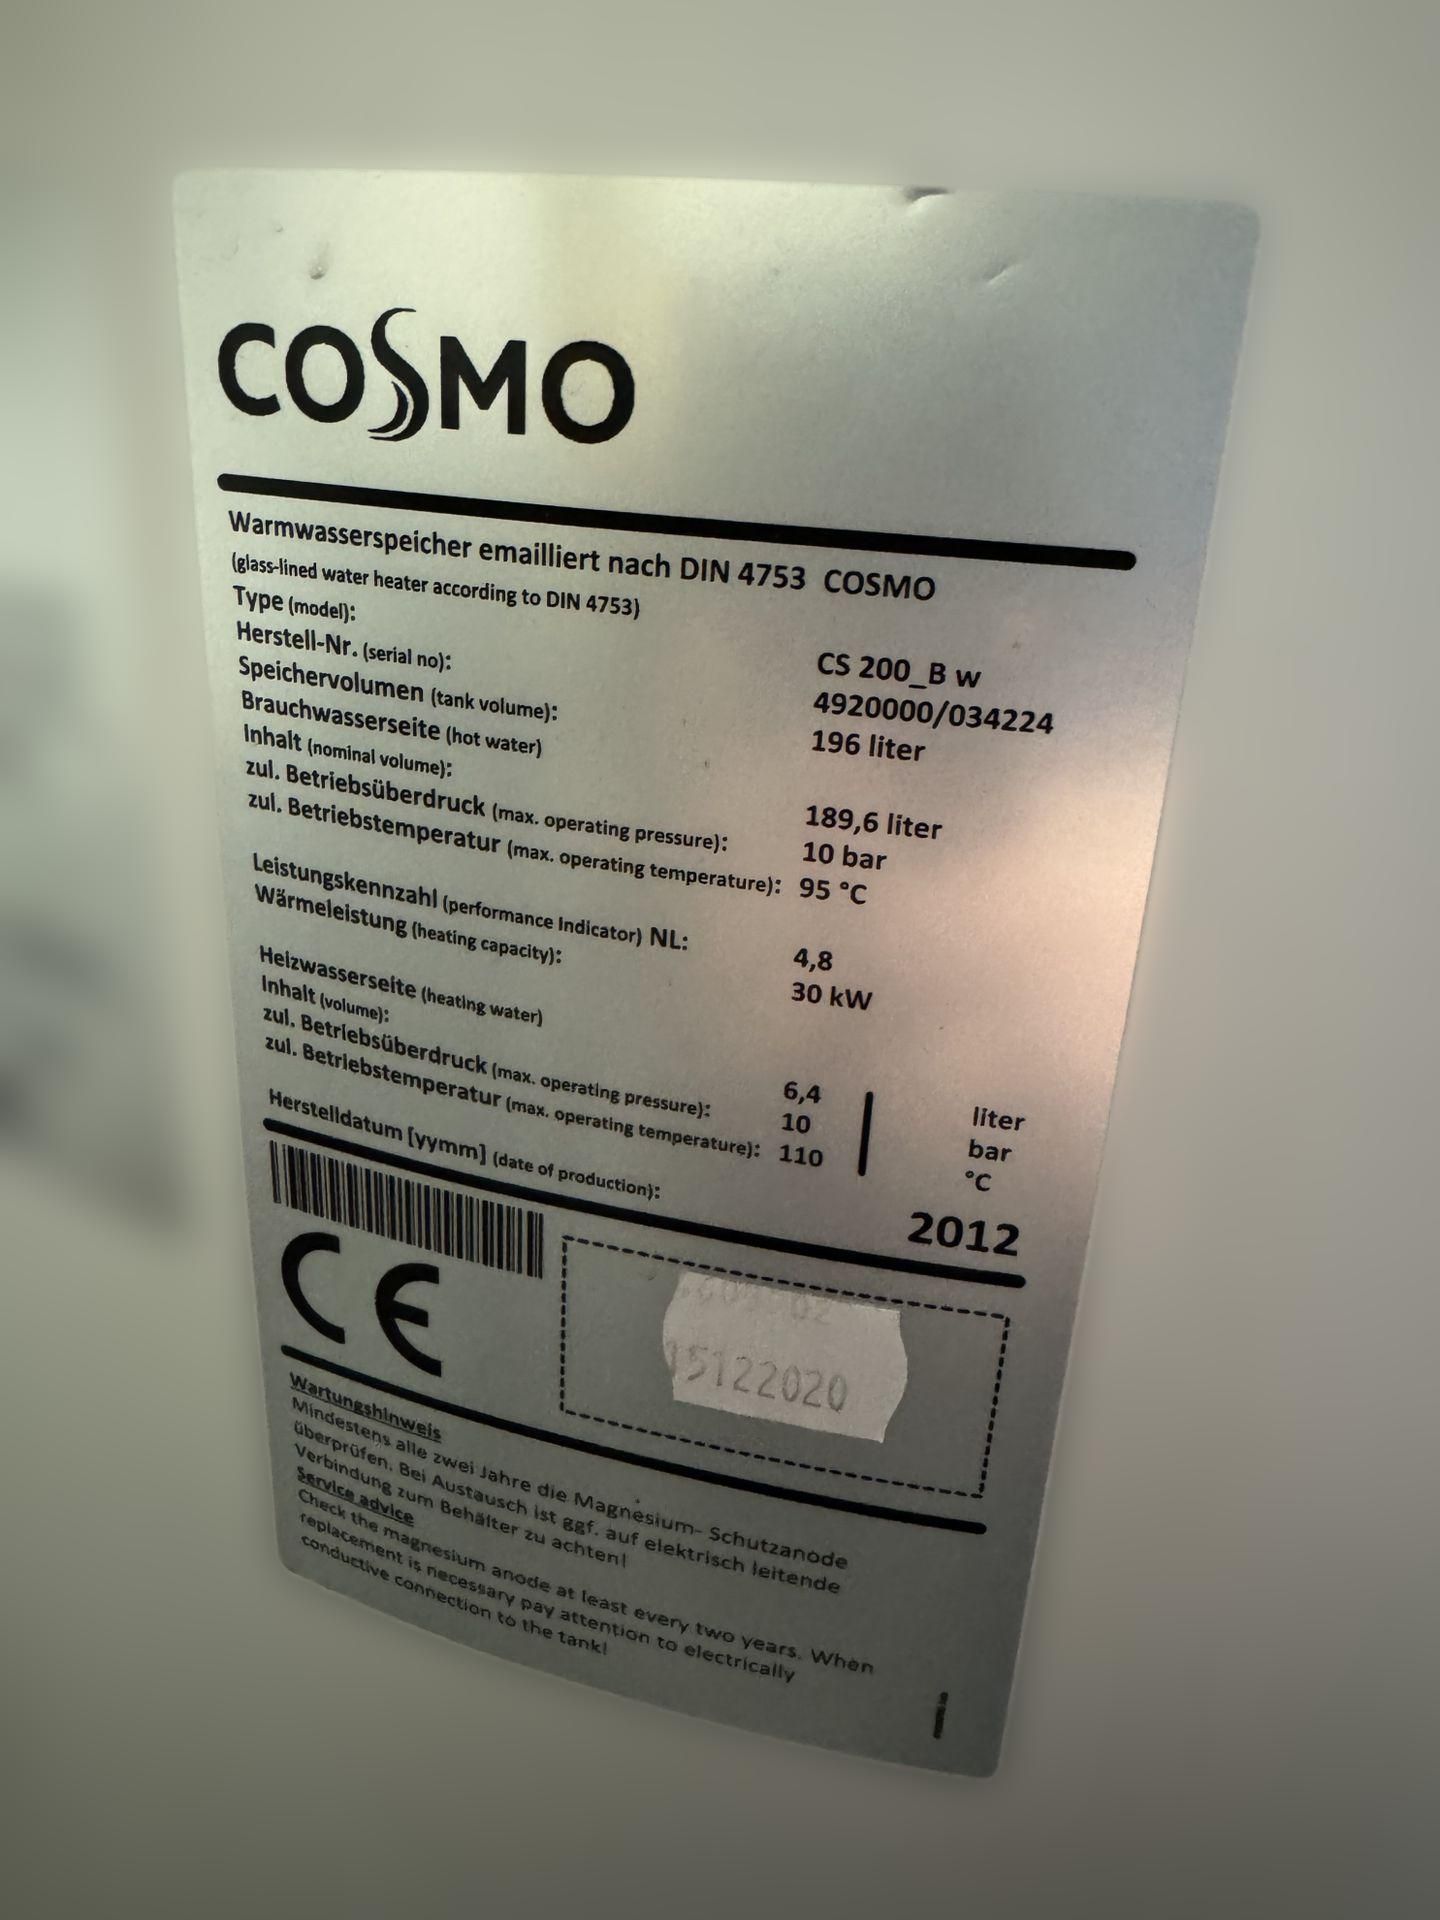 COSMO
Warmwasserspeicher emailliert nach DIN 4753 COSMO
(glass-lined water heater according to DIN 4753)
Type (model): CS 200_B w
Herstell-Nr. (serial no): 4920000/034224
Speichervolumen (tank volume): 196 liter
Brauchwasserseite (hot water)
Inhalt (nominal volume): 189,6 liter
zul. Betriebsüberdruck (max. operating pressure): 10 bar
zul. Betriebstemperatur (max. operating temperature): 95 °C
Leistungskennzahl (performance Indicator) NL: 4,8
Wärmeleistung (heating capacity): 30 kW
Heizwasserseite (heating water)
Inhalt (volume): 6,4 liter
zul. Betriebsüberdruck (max. operating pressure): 10 bar
zul. Betriebstemperatur (max. operating temperature): 110 °C
Herstelldatum [yymm] (date of production): 2012
CE
15122020
Wartungshinweis
Mindestens alle zwei Jahre die Magnesium- Schutzanode
überprüfen. Bei Austausch ist ggf. auf elektrisch leitende
Verbindung zum Behälter zu achten!
Service advice
Check the magnesium anode at least every two years. When
replacement is necessary pay attention to electrically
conductive connection to the tank!